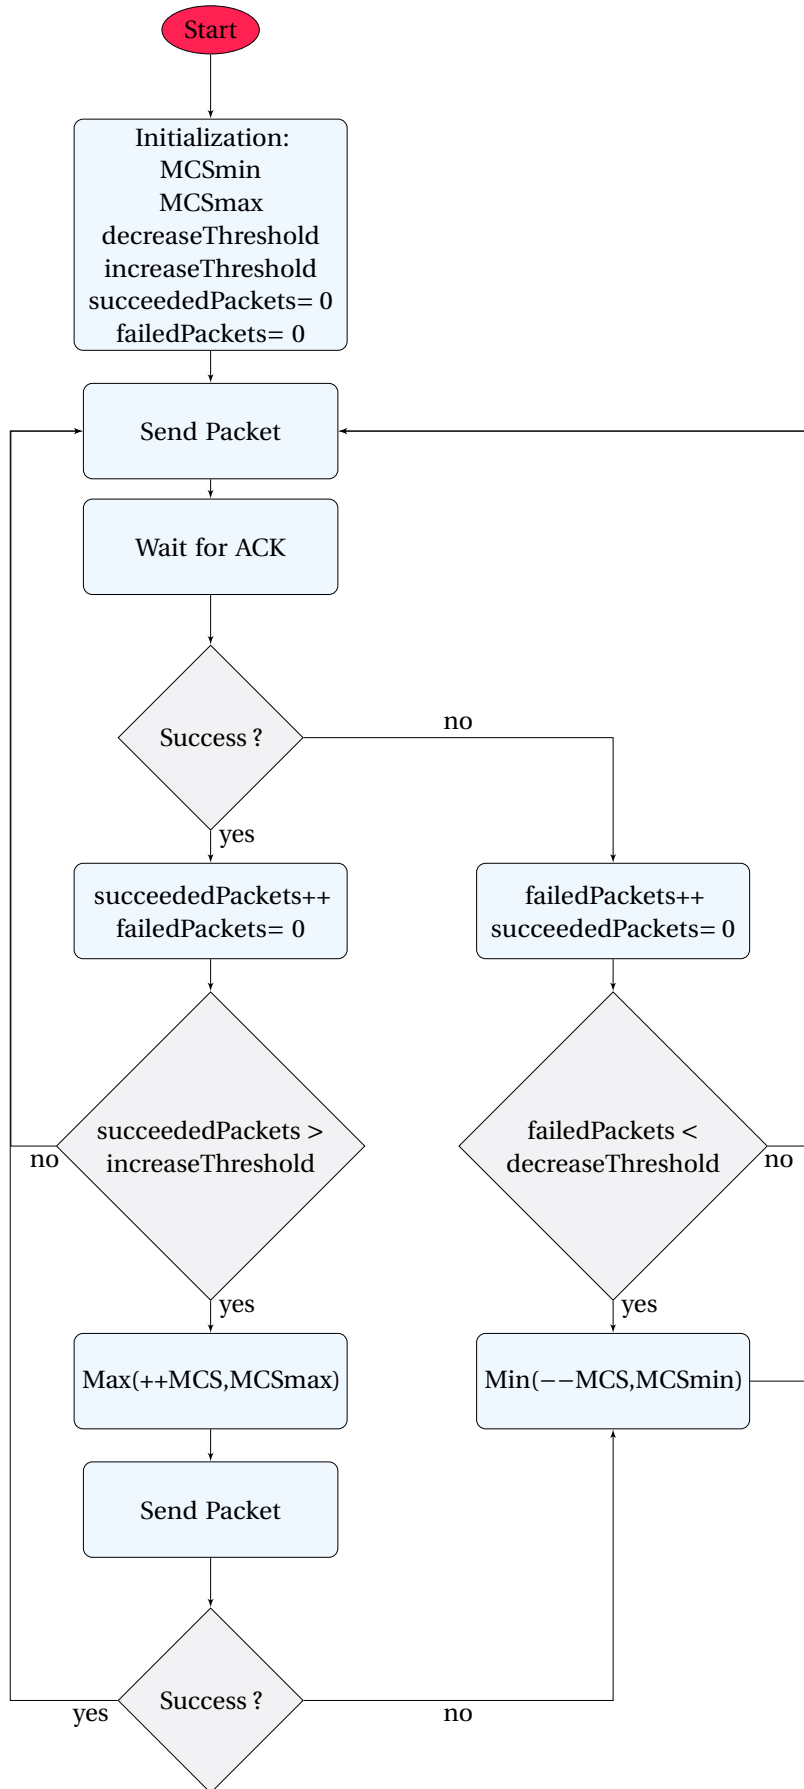 Start
Initialization:
MCSmin
MCSmax
decreaseThreshold
increaseThreshold
succeededPackets= 0
failedPackets= 0
Send Packet
Wait for ACK
Success ?
no
yes
succeededPackets++
failedPackets= 0
failedPackets++
succeededPackets= 0
succeededPackets >
increaseThreshold
no
failedPackets <
decreaseThreshold
no
yes
yes
Max(++MCS,MCSmax)
Min(−−MCS,MCSmin)
Send Packet
Success ?
yes
no